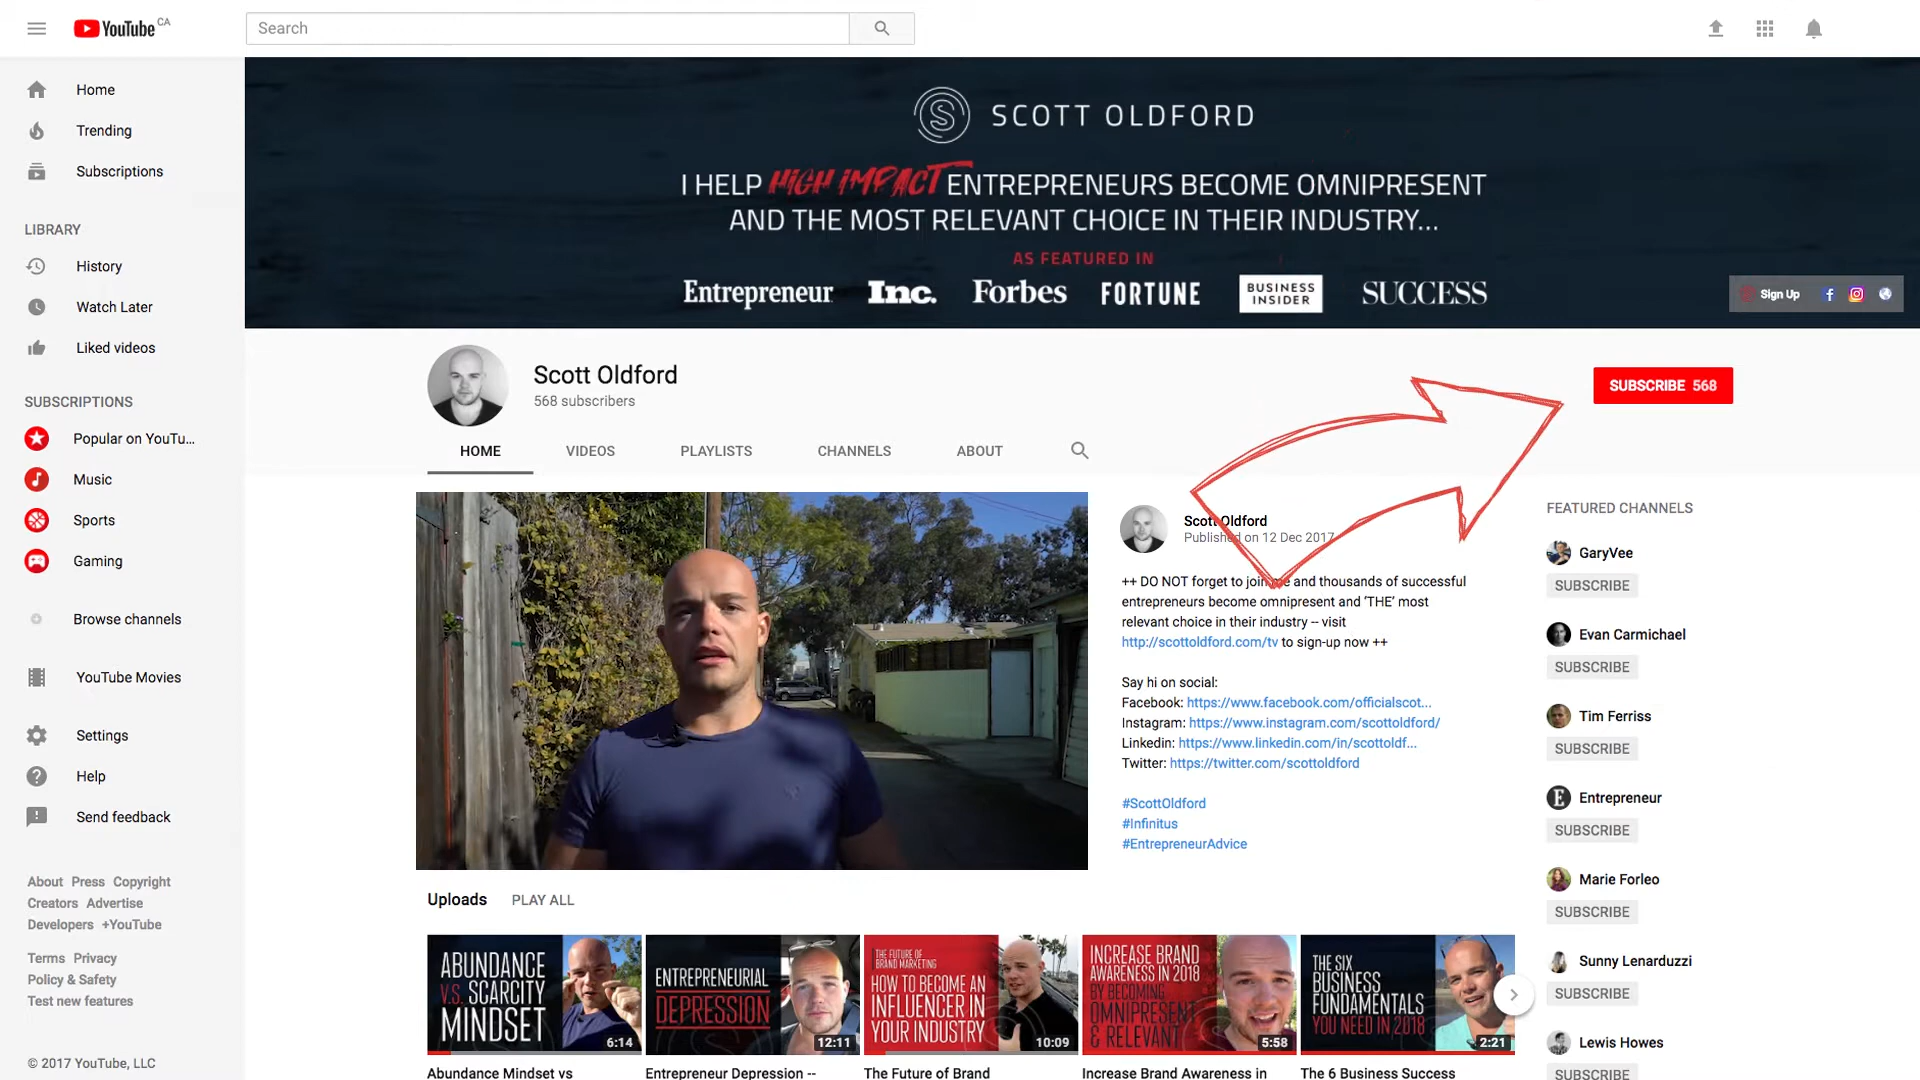 YouTube CA
Search
Home
Trending
Subscriptions
LIBRARY
History
Watch Later
Liked videos
SUBSCRIPTIONS
Popular on YouTu...
Music
Sports
Gaming
Browse channels
YouTube Movies
Settings
Help
Send feedback
About Press Copyright
Creators Advertise
Developers +YouTube
Terms Privacy
Policy & Safety
Test new features
© 2017 YouTube, LLC
SCOTT OLDFORD
I HELP HIGH IMPACT ENTREPRENEURS BECOME OMNIPRESENT
AND THE MOST RELEVANT CHOICE IN THEIR INDUSTRY...
AS FEATURED IN
Entrepreneur Inc. Forbes FORTUNE BUSINESS INSIDER SUCCESS
Sign Up
Scott Oldford
568 subscribers
SUBSCRIBE 568
HOME VIDEOS PLAYLISTS CHANNELS ABOUT
Scott Oldford
Published on 12 Dec 2017
++ DO NOT forget to join me and thousands of successful
entrepreneurs become omnipresent and ‘THE’ most
relevant choice in their industry -- visit
http://scottoldford.com/tv to sign-up now ++
Say hi on social:
Facebook: https://www.facebook.com/officialscot...
Instagram: https://www.instagram.com/scottoldford/
Linkedin: https://www.linkedin.com/in/scottoldf...
Twitter: https://twitter.com/scottoldford
#ScottOldford
#Infinitus
#EntrepreneurAdvice
FEATURED CHANNELS
GaryVee
SUBSCRIBE
Evan Carmichael
SUBSCRIBE
Tim Ferriss
SUBSCRIBE
Entrepreneur
SUBSCRIBE
Marie Forleo
SUBSCRIBE
Sunny Lenarduzzi
SUBSCRIBE
Lewis Howes
SUBSCRIBE
Uploads PLAY ALL
ABUNDANCE
V.S. SCARCITY
MINDSET
6:14
Abundance Mindset vs
ENTREPRENEURIAL
DEPRESSION
12:11
Entrepreneur Depression --
THE FUTURE OF
BRAND MARKETING
HOW TO BECOME AN
INFLUENCER IN
YOUR INDUSTRY
10:09
The Future of Brand
INCREASE BRAND
AWARENESS IN 2018
BY BECOMING
OMNIPRESENT
& RELEVANT
5:58
Increase Brand Awareness in
THE SIX
BUSINESS
FUNDAMENTALS
YOU NEED IN 2018
2:21
The 6 Business Success